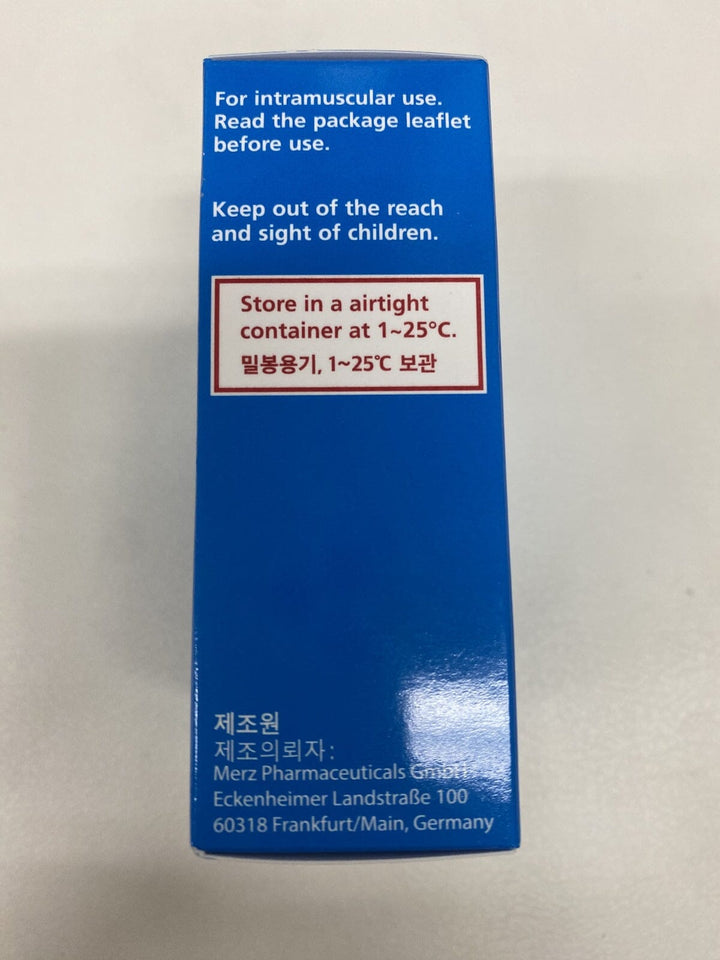 For intramuscular use.
Read the package leaflet
before use.
Keep out of the reach
and sight of children.
Store in a airtight
container at 1~25°C.
밀봉용기, 1~25℃ 보관
제조원
제조의뢰자:
Merz Pharmaceuticals GmbH
Eckenheimer Landstraße 100
60318 Frankfurt/Main, Germany